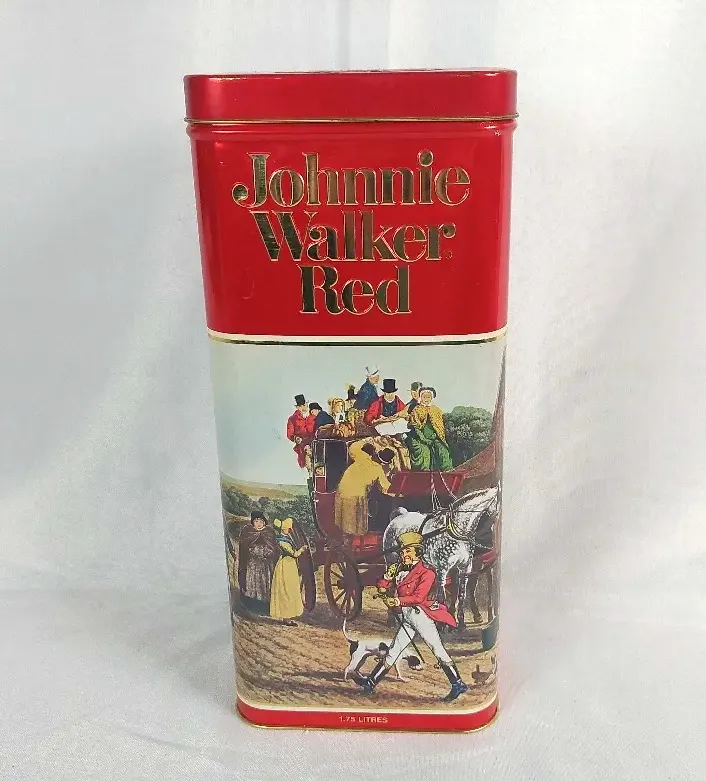 Johnnie
Walker
Red
1.75 LITRES